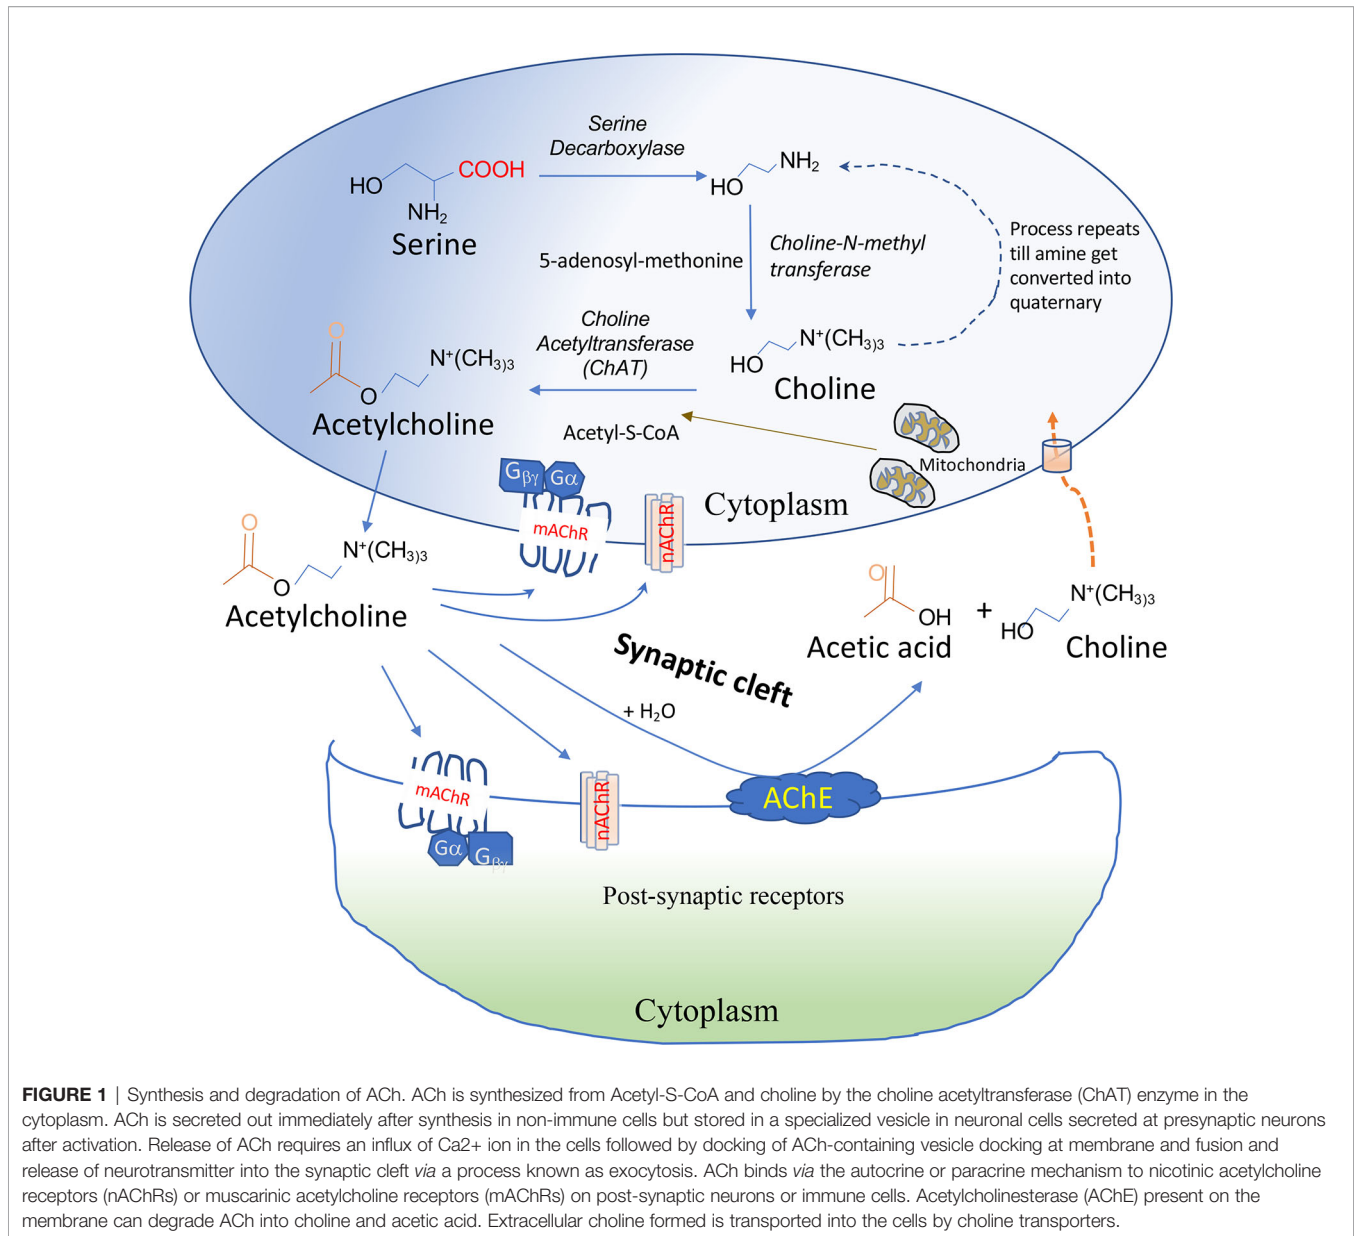 Serine
Decarboxylase
HO
COOH
NH2
Serine
NH2
HO
5-adenosyl-methonine
Choline-N-methyl
transferase
Process repeats
till amine get
converted into
quaternary
Choline
Acetyltransferase
(ChAT)
N+(CH3)3
HO
Choline
O
N+(CH3)3
O
Acetylcholine
Acetyl-S-CoA
Mitochondria
Gβγ
Gα
mAChR
nAChR
Cytoplasm
O
N+(CH3)3
O
Acetylcholine
O
OH
Acetic acid
+
N+(CH3)3
HO
Choline
Synaptic cleft
+ H2O
mAChR
Gα
Gβγ
nAChR
AChE
Post-synaptic receptors
Cytoplasm
FIGURE 1 | Synthesis and degradation of ACh. ACh is synthesized from Acetyl-S-CoA and choline by the choline acetyltransferase (ChAT) enzyme in the
cytoplasm. ACh is secreted out immediately after synthesis in non-immune cells but stored in a specialized vesicle in neuronal cells secreted at presynaptic neurons
after activation. Release of ACh requires an influx of Ca2+ ion in the cells followed by docking of ACh-containing vesicle docking at membrane and fusion and
release of neurotransmitter into the synaptic cleft via a process known as exocytosis. ACh binds via the autocrine or paracrine mechanism to nicotinic acetylcholine
receptors (nAChRs) or muscarinic acetylcholine receptors (mAChRs) on post-synaptic neurons or immune cells. Acetylcholinesterase (AChE) present on the
membrane can degrade ACh into choline and acetic acid. Extracellular choline formed is transported into the cells by choline transporters.